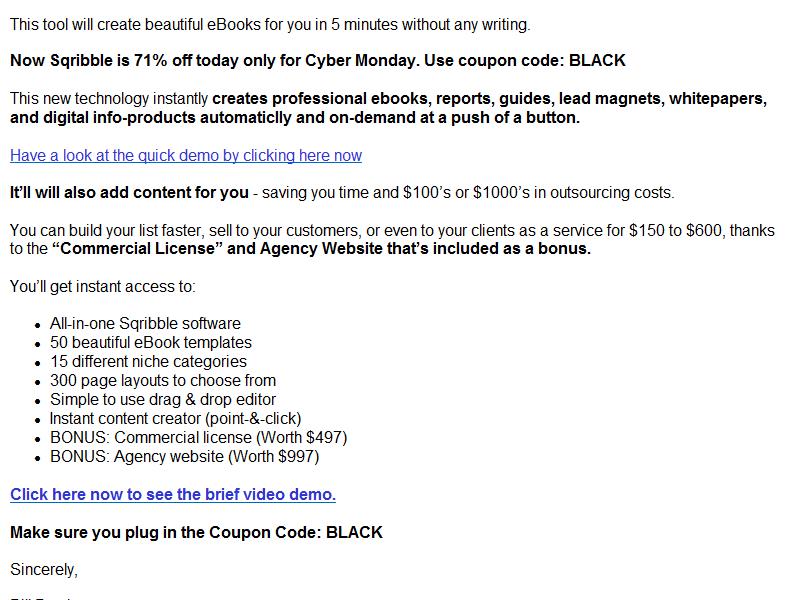 This tool will create beautiful eBooks for you in 5 minutes without any writing.
Now Sqribble is 71% off today only for Cyber Monday. Use coupon code: BLACK
This new technology instantly creates professional ebooks, reports, guides, lead magnets, whitepapers,
and digital info-products automaticlly and on-demand at a push of a button.
Have a look at the quick demo by clicking here now
It’ll will also add content for you - saving you time and $100’s or $1000’s in outsourcing costs.
You can build your list faster, sell to your customers, or even to your clients as a service for $150 to $600, thanks
to the “Commercial License” and Agency Website that’s included as a bonus.
You’ll get instant access to:
• All-in-one Sqribble software
• 50 beautiful eBook templates
• 15 different niche categories
• 300 page layouts to choose from
• Simple to use drag & drop editor
• Instant content creator (point-&-click)
• BONUS: Commercial license (Worth $497)
• BONUS: Agency website (Worth $997)
Click here now to see the brief video demo.
Make sure you plug in the Coupon Code: BLACK
Sincerely,